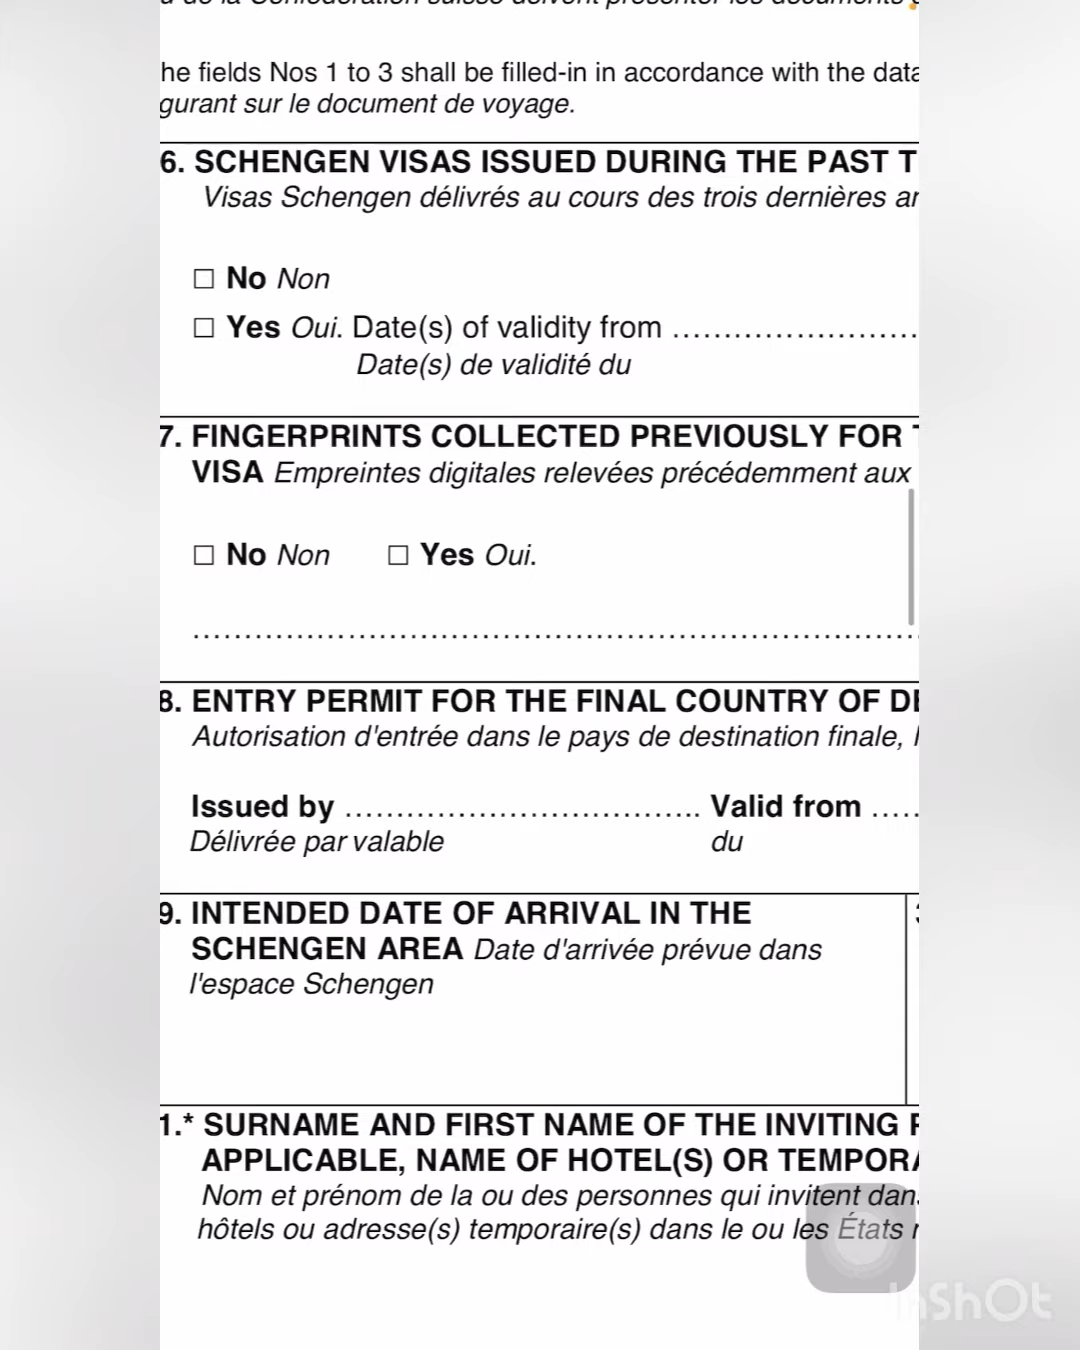 he fields Nos 1 to 3 shall be filled-in in accordance with the data
gurant sur le document de voyage.
6. SCHENGEN VISAS ISSUED DURING THE PAST T
Visas Schengen délivrés au cours des trois dernières
No Non
Yes Oui. Date(s) of validity from ........................
Date(s) de validité du
7. FINGERPRINTS COLLECTED PREVIOUSLY FOR
VISA Empreintes digitales relevées précédemment aux
No Non Yes Oui.
........................................................................
8. ENTRY PERMIT FOR THE FINAL COUNTRY OF DE
Autorisation d'entrée dans le pays de destination finale,
Issued by ................................... Valid from .....
Délivrée par valable du
9. INTENDED DATE OF ARRIVAL IN THE
SCHENGEN AREA Date d'arrivée prévue dans
l'espace Schengen
1.* SURNAME AND FIRST NAME OF THE INVITING
APPLICABLE, NAME OF HOTEL(S) OR TEMPORA
Nom et prénom de la ou des personnes qui invitent dans
hôtels ou adresse(s) temporaire(s) dans le ou les États
InShOt